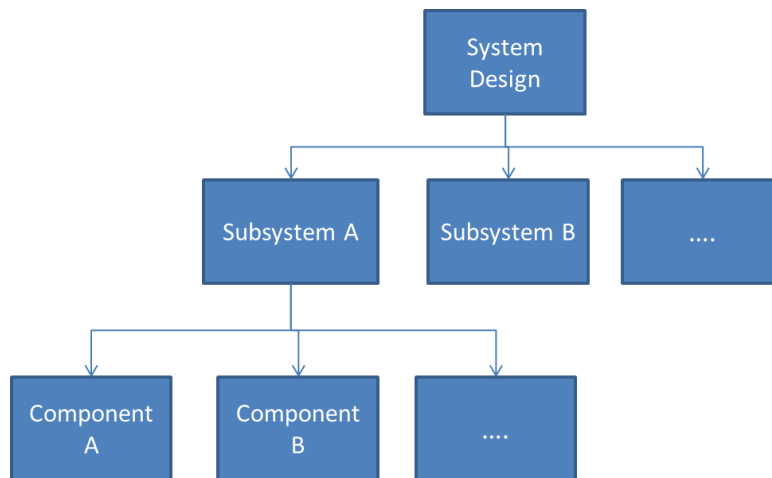 System
Design
Subsystem A
Subsystem B
....
Component
A
Component
B
....